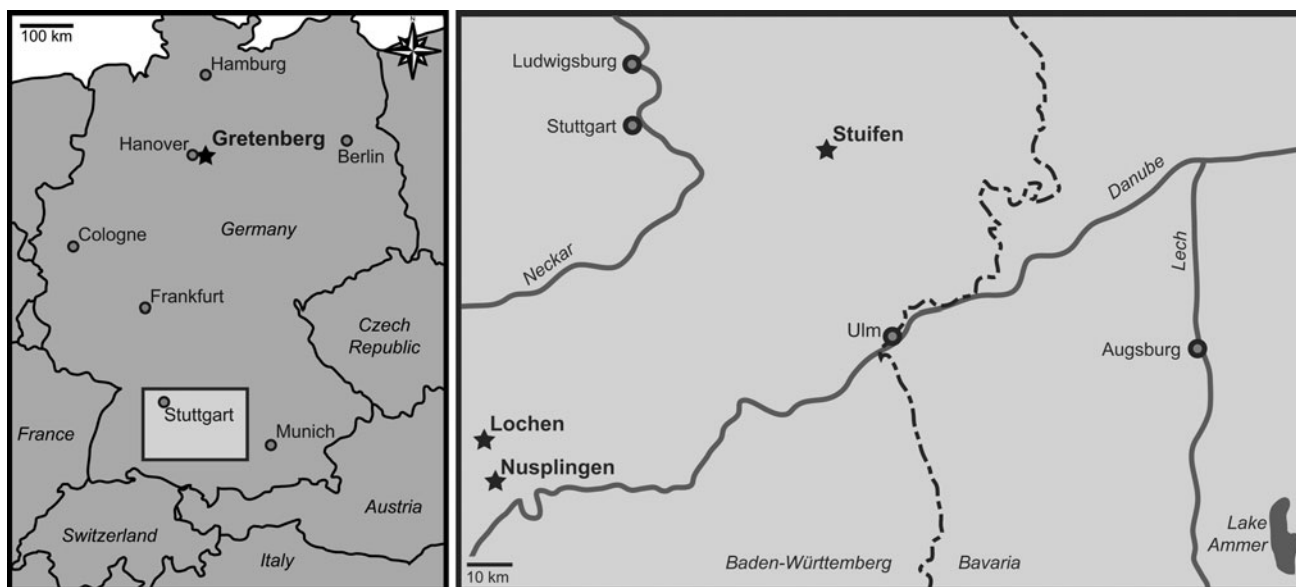 100 km
N
Hamburg
Hanover
Gretenberg
Berlin
Cologne
Germany
Frankfurt
Czech
Republic
Stuttgart
France
Munich
Austria
Switzerland
Italy
Ludwigsburg
Stuttgart
Stuifen
Danube
Neckar
Lech
Ulm
Augsburg
Lochen
Nusplingen
Lake
Ammer
10 km
Baden-Württemberg
Bavaria